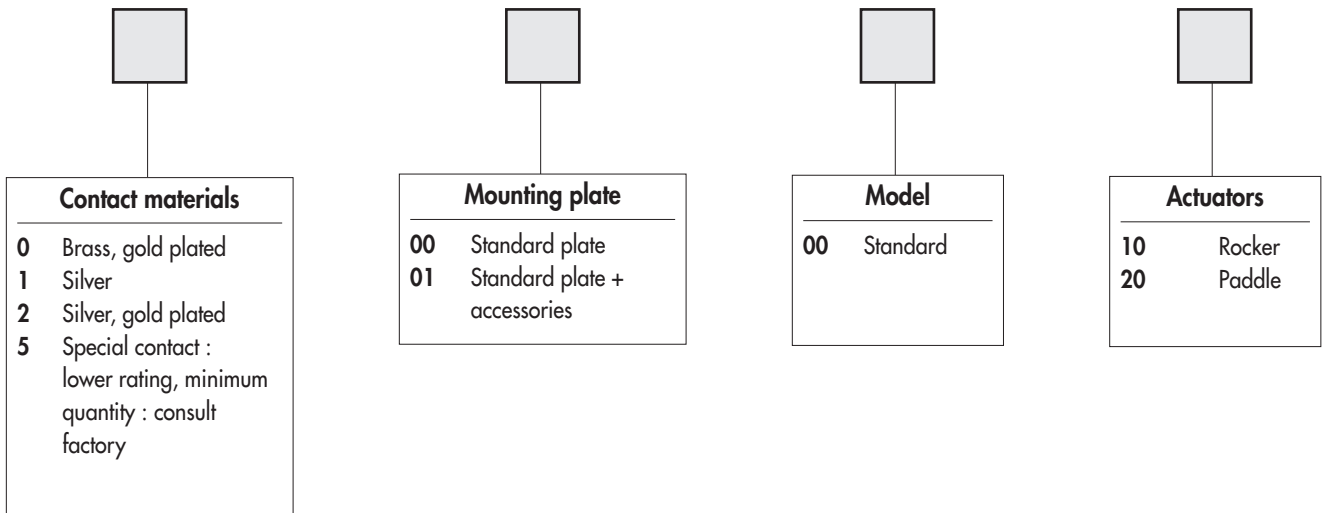 Contact materials
0 Brass, gold plated
1 Silver
2 Silver, gold plated
5 Special contact :
lower rating, minimum
quantity : consult
factory
Mounting plate
00 Standard plate
01 Standard plate +
accessories
Model
00 Standard
Actuators
10 Rocker
20 Paddle